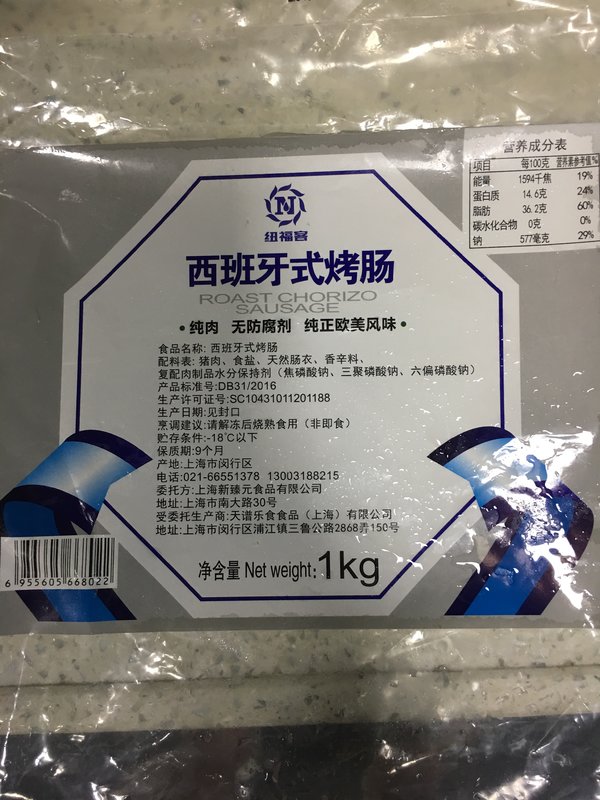 营养成分表
项目 每100克 营养素参考值%
能量 1594千焦 19%
蛋白质 14.6克 24%
脂肪 36.2克 60%
碳水化合物 0克 0%
钠 577毫克 29%
N
纽福客
西班牙式烤肠
ROAST CHORIZO
SAUSAGE
•纯肉 无防腐剂 纯正欧美风味•
食品名称: 西班牙式烤肠
配料表: 猪肉、食盐、天然肠衣、香辛料、
复配肉制品水分保持剂（焦磷酸钠、三聚磷酸钠、六偏磷酸钠）
产品标准号:DB31/2016
生产许可证号:SC10431011201188
生产日期:见封口
烹调建议:请解冻后烧熟食用（非即食）
贮存条件:-18℃以下
保质期:9个月
产地:上海市闵行区
电话:021-66551378 13003188215
委托方:上海新臻元食品有限公司
地址:上海市南大路30号
受委托生产商:天谱乐食食品（上海）有限公司
地址:上海市闵行区浦江镇三鲁公路2868弄150号
净含量 Net weight:1kg
6 955605 668022